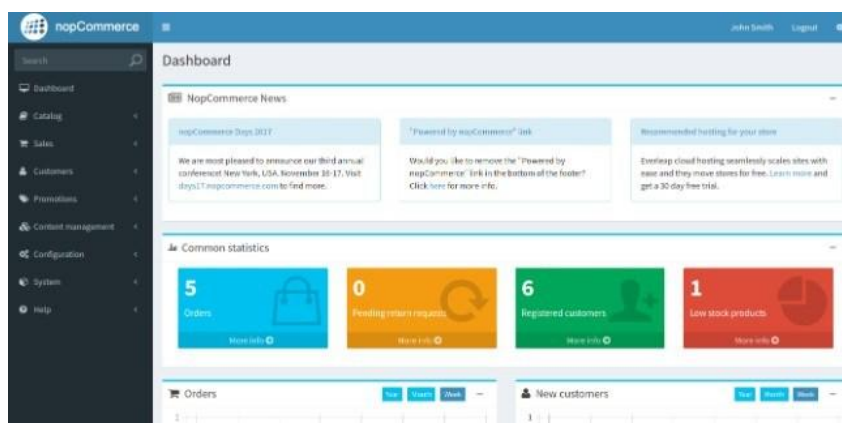 nopCommerce
John Smith Logout
Search
Dashboard
Dashboard
Catalog
Sales
Customers
Promotions
Content management
Configuration
System
Help
NopCommerce News
nopCommerce Days 2017
We are most pleased to announce our third annual
conference! New York, USA. November 16-17. Visit
days17.nopcommerce.com to find more.
"Powered by nopCommerce" link
Would you like to remove the "Powered by
nopCommerce" link in the bottom of the footer?
Click here for more info.
Recommended hosting for your store
Everleap cloud hosting seamlessly scales sites with
ease and they move stores for free. Learn more and
get a 30 day free trial.
Common statistics
5
Orders
More info
0
Pending return requests
More info
6
Registered customers
More info
1
Low stock products
More info
Orders
Year Month Week
2
New customers
Year Month Week
1